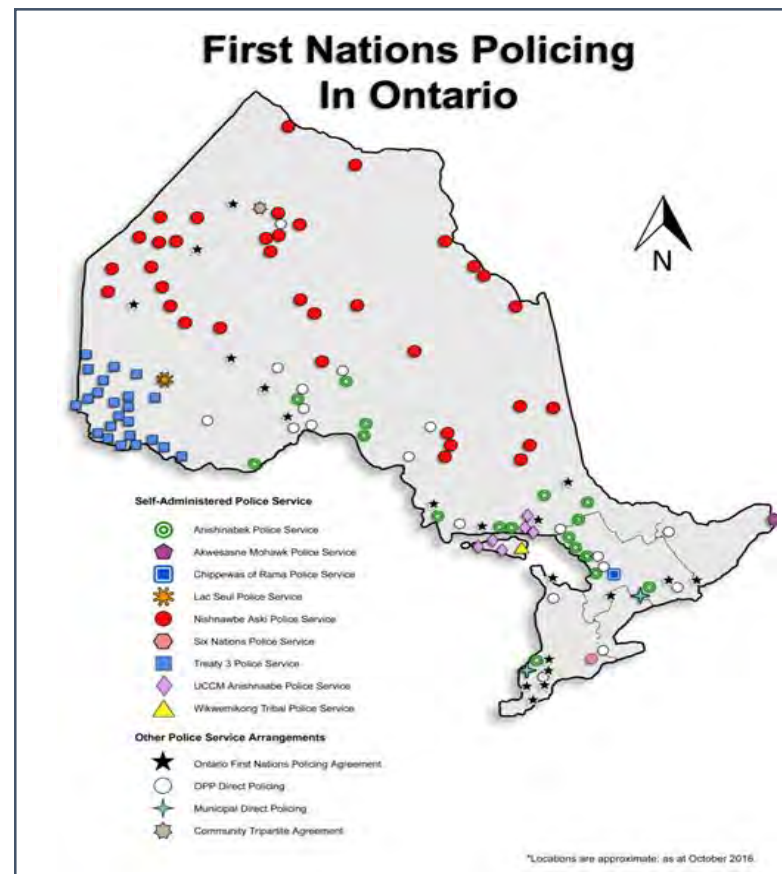 First Nations Policing
In Ontario
N
Self-Administered Police Service
Anishinabek Police Service
Akwesasne Mohawk Police Service
Chippewas of Rama Police Service
Lac Seul Police Service
Nishnawbe Aski Police Service
Six Nations Police Service
Treaty 3 Police Service
UCCM Anishnaabe Police Service
Wikwemikong Tribal Police Service
Other Police Service Arrangements
Ontario First Nations Policing Agreement
OPP Direct Policing
Municipal Direct Policing
Community Tripartite Agreement
*Locations are approximate: as at October 2016.